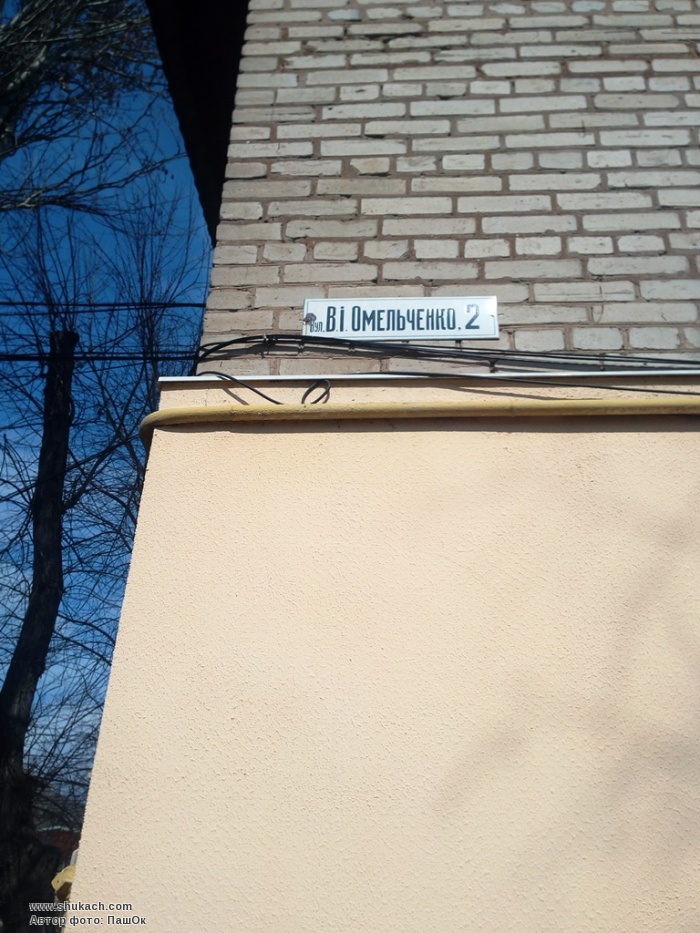 вул. В.І. Омельченко, 2
www.shukach.com
Автор фото: ПашОк